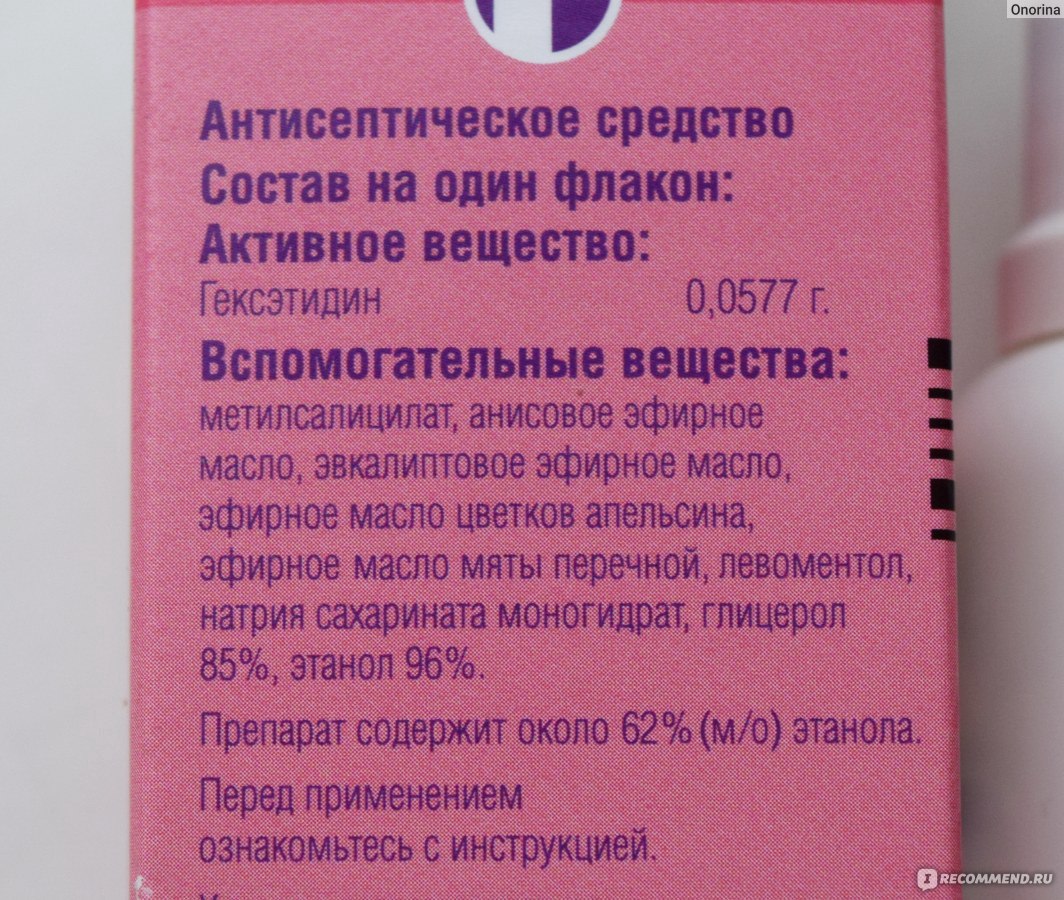 Onorina
Антисептическое средство
Состав на один флакон:
Активное вещество:
Гексэтидин 0,0577 г.
Вспомогательные вещества:
метилсалицилат, анисовое эфирное
масло, эвкалиптовое эфирное масло,
эфирное масло цветков апельсина,
эфирное масло мяты перечной, левоментол,
натрия сахарината моногидрат, глицерол
85%, этанол 96%.
Препарат содержит около 62% (м/о) этанола.
Перед применением
ознакомьтесь с инструкцией.
IRECOMMEND.RU